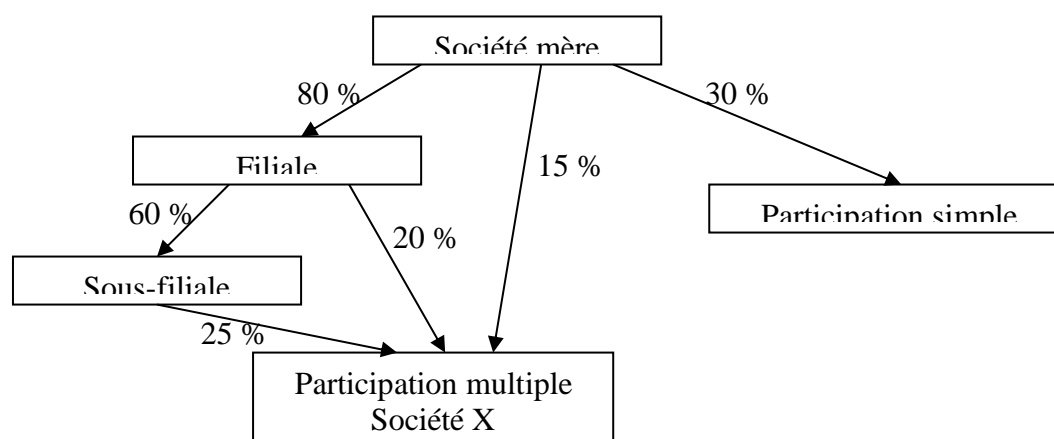 Société mère
80 %
30 %
Filiale
15 %
60 %
20 %
Participation simple
Sous-filiale
25 %
Participation multiple
Société X